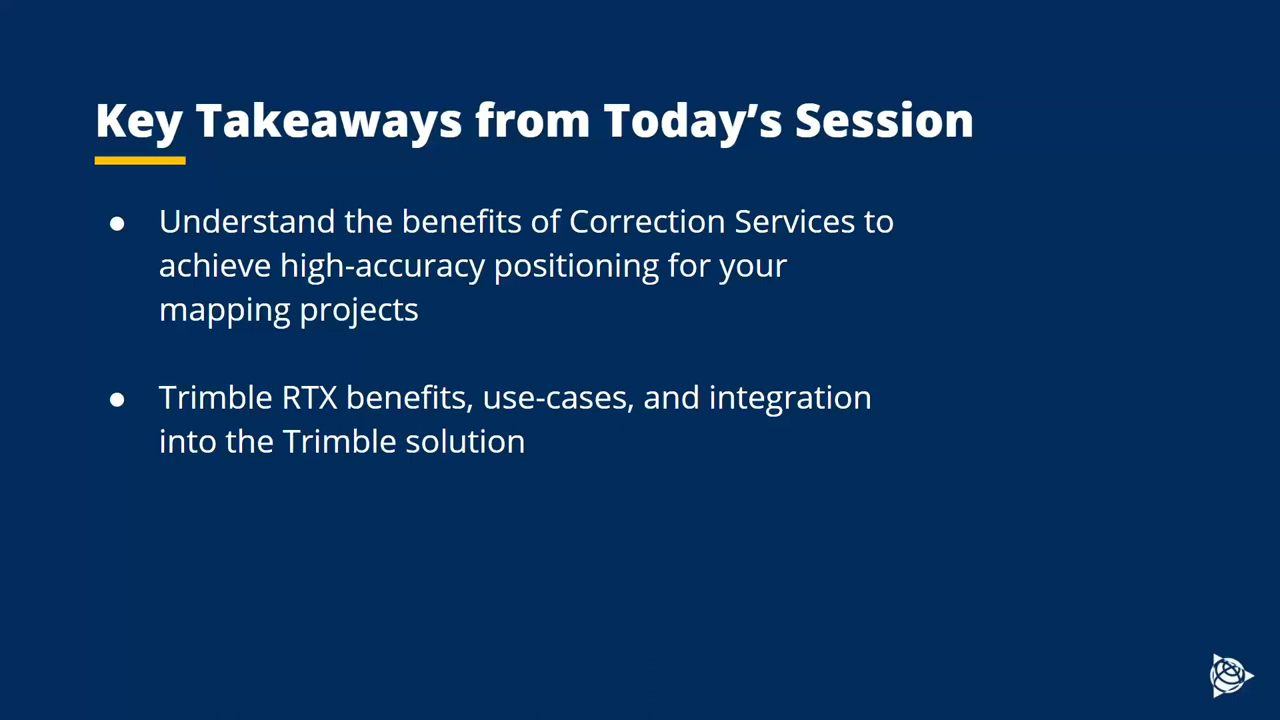 Key Takeaways from Today’s Session
● Understand the benefits of Correction Services to
achieve high-accuracy positioning for your
mapping projects
● Trimble RTX benefits, use-cases, and integration
into the Trimble solution